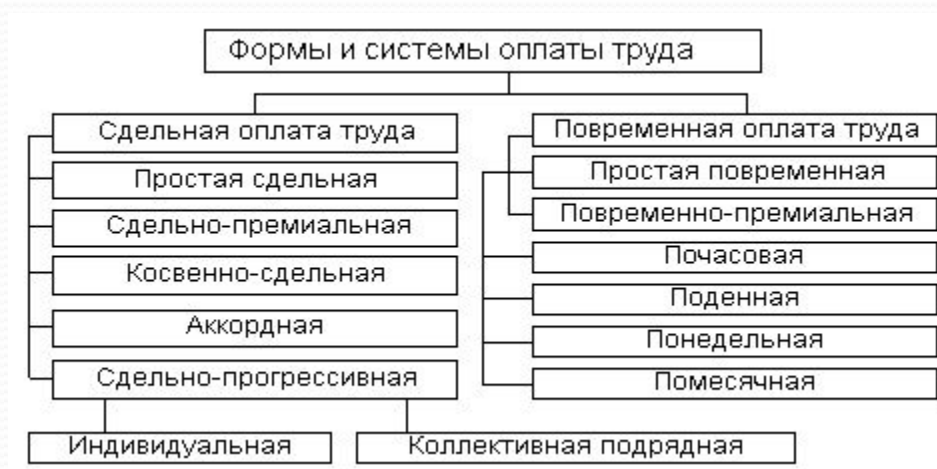 Формы и системы оплаты труда
Сдельная оплата труда
Простая сдельная
Сдельно-премиальная
Косвенно-сдельная
Аккордная
Сдельно-прогрессивная
Индивидуальная
Коллективная подрядная
Повременная оплата труда
Простая повременная
Повременно-премиальная
Почасовая
Поденная
Понедельная
Помесячная